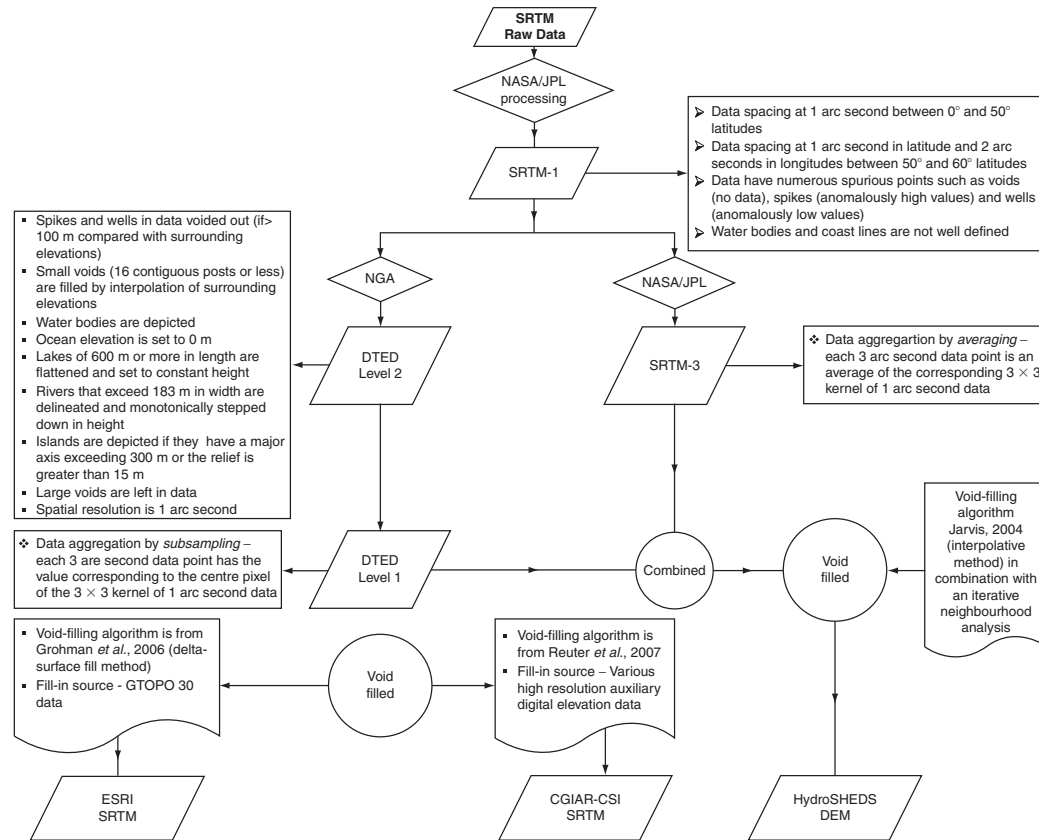 SRTM
Raw Data
NASA/JPL
processing
➢ Data spacing at 1 arc second between 0° and 50°
latitudes
➢ Data spacing at 1 arc second in latitude and 2 arc
seconds in longitudes between 50° and 60° latitudes
➢ Data have numerous spurious points such as voids
(no data), spikes (anomalously high values) and wells
(anomalously low values)
➢ Water bodies and coast lines are not well defined
SRTM-1
▪ Spikes and wells in data voided out (if>
100 m compared with surrounding
elevations)
▪ Small voids (16 contiguous posts or less)
are filled by interpolation of surrounding
elevations
▪ Water bodies are depicted
▪ Ocean elevation is set to 0 m
▪ Lakes of 600 m or more in length are
flattened and set to constant height
▪ Rivers that exceed 183 m in width are
delineated and monotonically stepped
down in height
▪ Islands are depicted if they have a major
axis exceeding 300 m or the relief is
greater than 15 m
▪ Large voids are left in data
▪ Spatial resolution is 1 arc second
NGA
NASA/JPL
DTED
Level 2
SRTM-3
❖ Data aggregartion by averaging –
each 3 arc second data point is an
average of the corresponding 3 × 3
kernel of 1 arc second data
❖ Data aggregation by subsampling –
each 3 are second data point has the
value corresponding to the centre pixel
of the 3 × 3 kernel of 1 arc second data
DTED
Level 1
Combined
Void
filled
Void-filling
algorithm
Jarvis, 2004
(interpolative
method) in
combination with
an iterative
neighbourhood
analysis
▪ Void-filling algorithm is from
Grohman et al., 2006 (delta-
surface fill method)
▪ Fill-in source - GTOPO 30
data
Void
filled
▪ Void-filling algorithm is
from Reuter et al., 2007
▪ Fill-in source – Various
high resolution auxiliary
digital elevation data
ESRI
SRTM
CGIAR-CSI
SRTM
HydroSHEDS
DEM